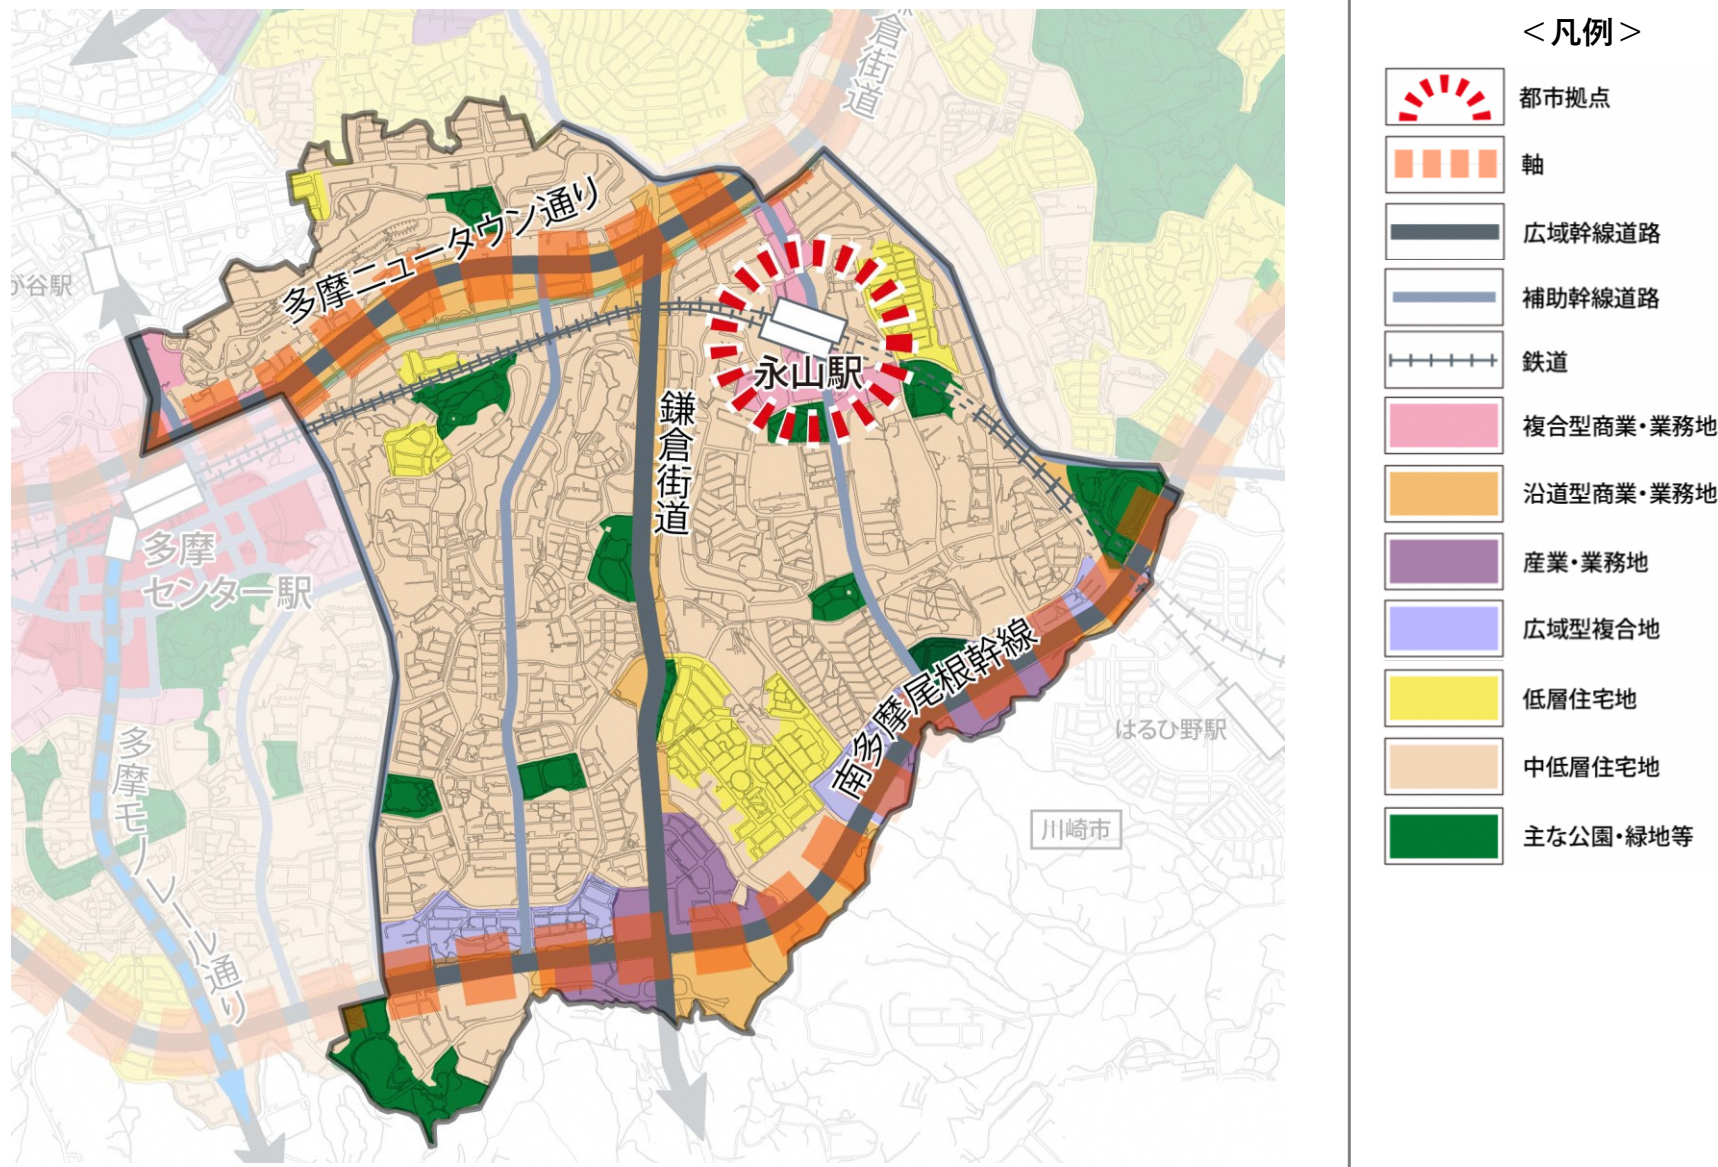 倉街道
多摩ニュータウン通り
が谷駅
永山駅
鎌倉街道
多摩
センター駅
南多摩尾根幹線
はるひ野駅
多摩モノレール通り
川崎市
＜凡例＞
都市拠点
軸
広域幹線道路
補助幹線道路
鉄道
複合型商業・業務地
沿道型商業・業務地
産業・業務地
広域型複合地
低層住宅地
中低層住宅地
主な公園・緑地等